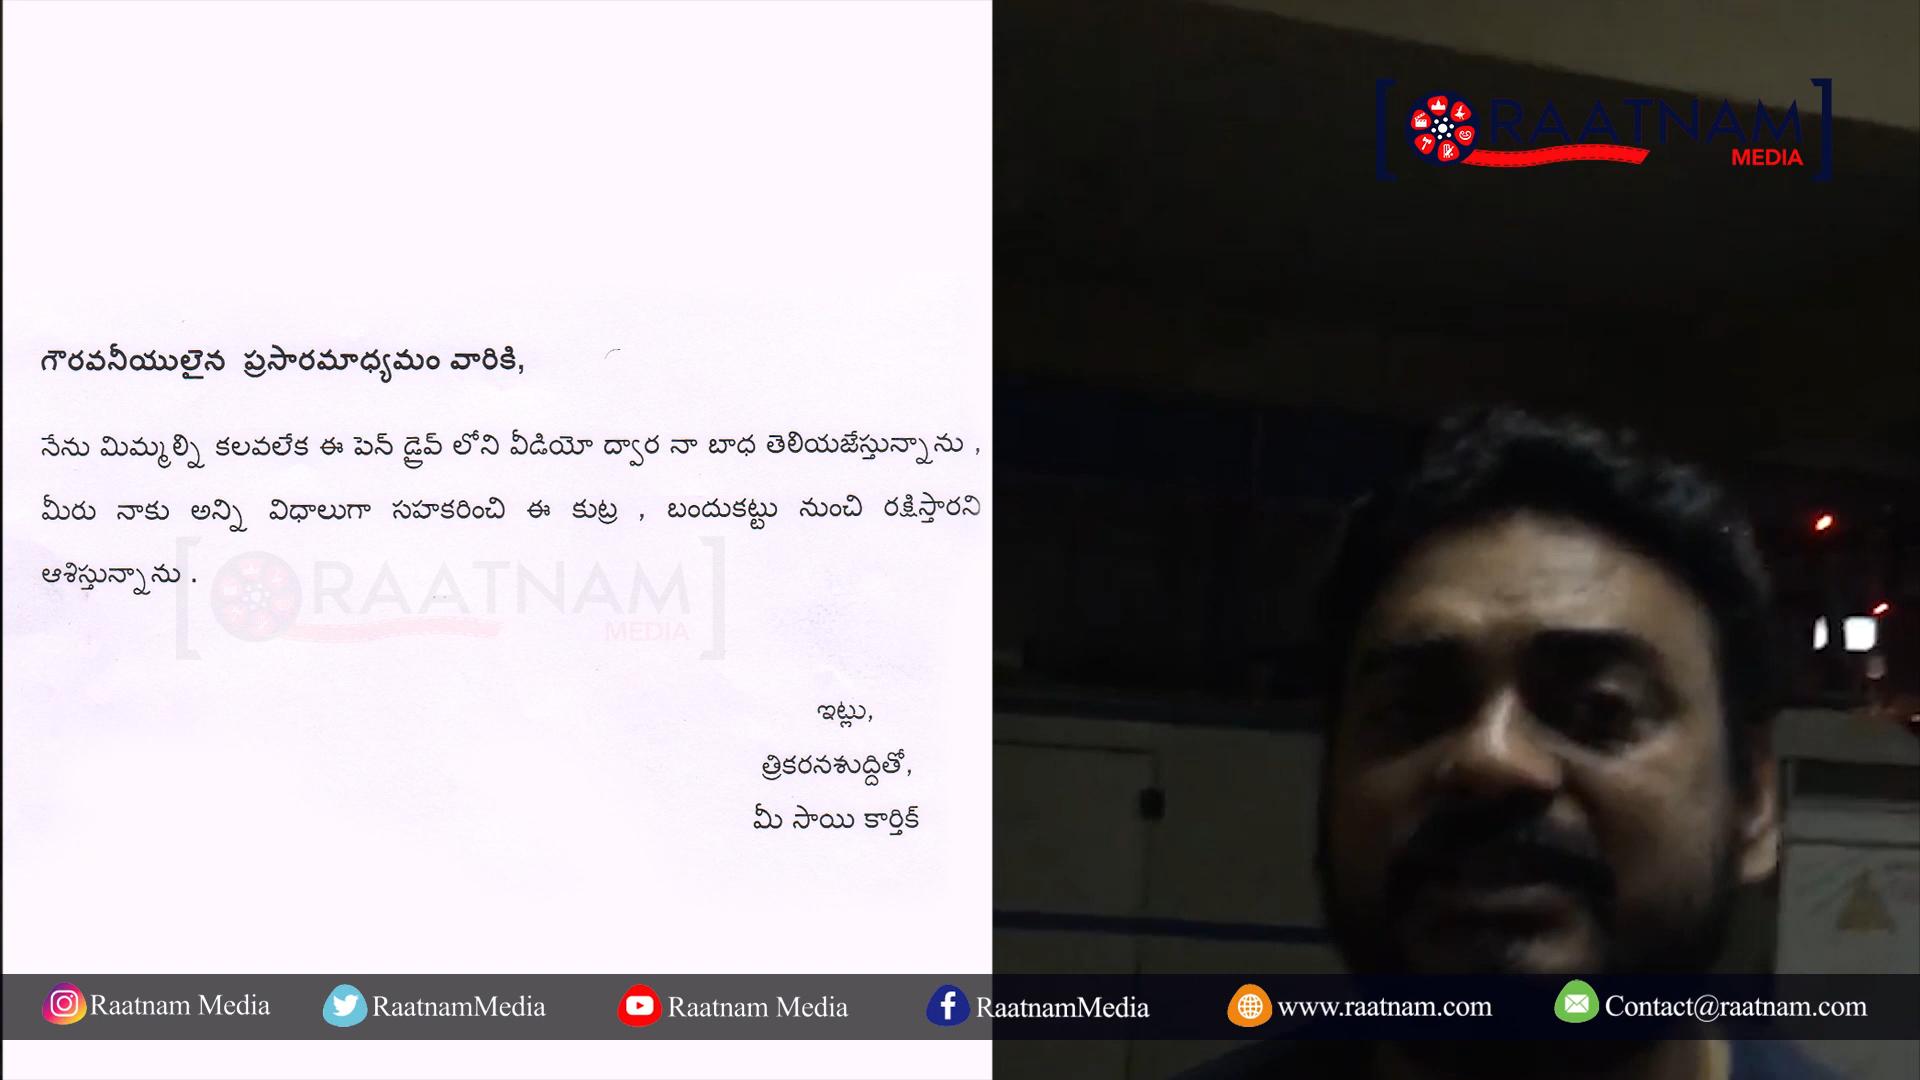 RAATNAM
MEDIA
గౌరవనీయులైన ప్రసారమాధ్యమం వారికి,
నేను మిమ్మల్ని కలవలేక ఈ పెన్ డ్రైవ్ లోని వీడియో ద్వార నా బాధ తెలియజేస్తున్నాను ,
మీరు నాకు అన్ని విధాలుగా సహకరించి ఈ కుట్ర , బందుకట్టు నుంచి రక్షిస్తారని
ఆశిస్తున్నాను .
RAATNAM
MEDIA
ఇట్లు,
త్రికరనశుద్దితో,
మీ సాయి కార్తిక్
Raatnam Media RaatnamMedia Raatnam Media RaatnamMedia www.raatnam.com Contact@raatnam.com